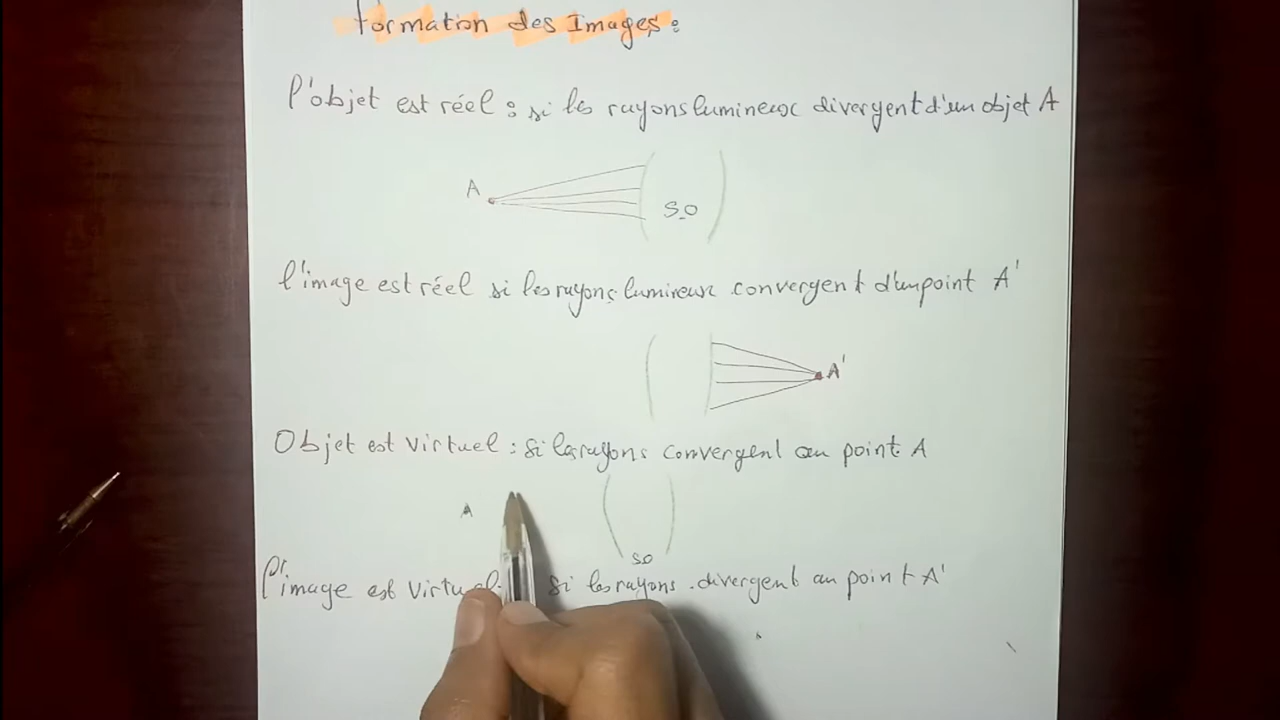 formation des Images :
l'objet est réel : si les rayons lumineux divergent d'un objet A
A
S.O
l'image est réel si les rayons lumineux convergent d'un point A'
A'
Objet est virtuel : si les rayons convergent au point A
A
SO
l'image est virtuel si les rayons divergent au point A'